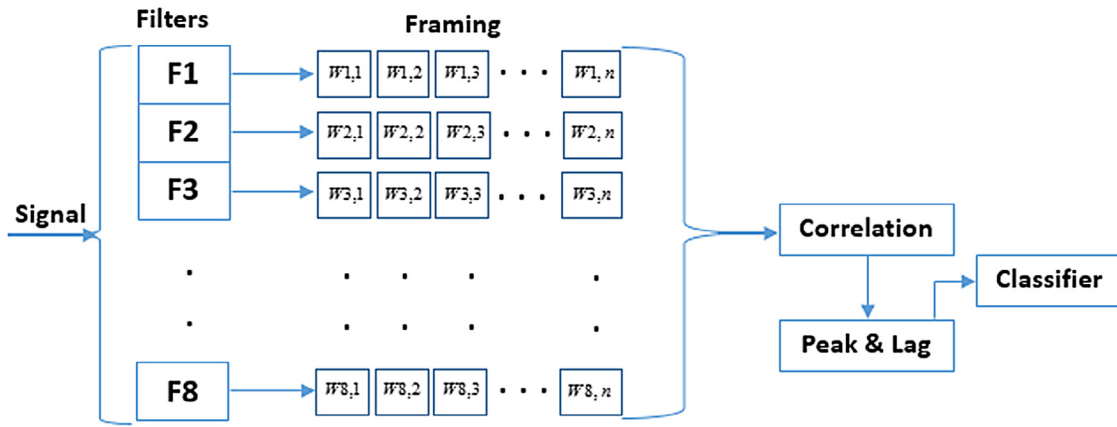 Filters Framing
F1 W1,1 W1,2 W1,3 . . . W1,n
F2 W2,1 W2,2 W2,3 . . . W2,n
F3 W3,1 W3,2 W3,3 . . . W3,n
Signal
Correlation
Classifier
Peak & Lag
F8 W8,1 W8,2 W8,3 . . . W8,n